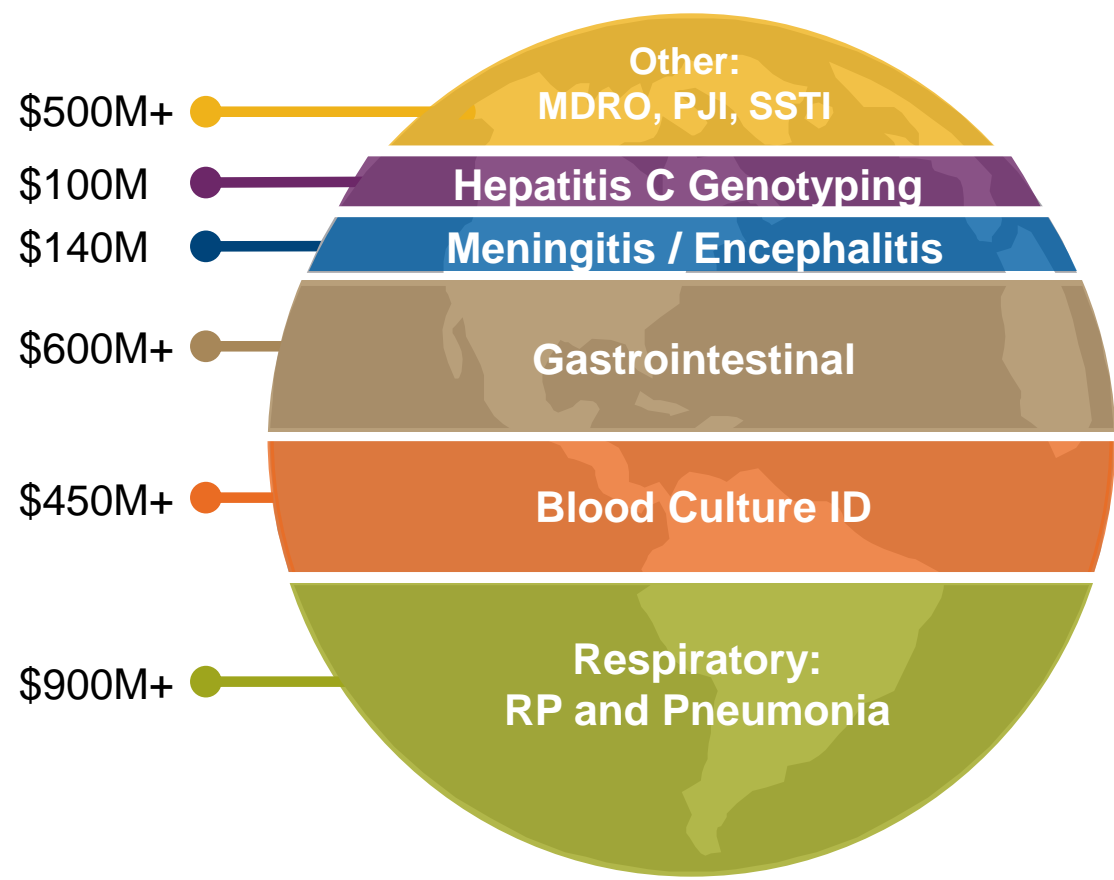 Other:
MDRO, PJI, SSTI
$500M+
Hepatitis C Genotyping
$100M
Meningitis / Encephalitis
$140M
Gastrointestinal
$600M+
Blood Culture ID
$450M+
Respiratory:
RP and Pneumonia
$900M+